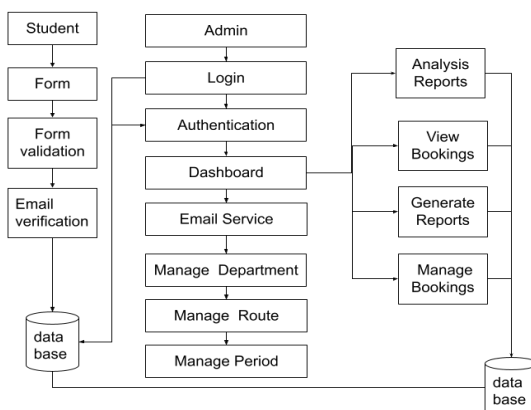 Student
Form
Form
validation
Email
verification
data
base
Admin
Login
Authentication
Dashboard
Email Service
Manage Department
Manage Route
Manage Period
Analysis
Reports
View
Bookings
Generate
Reports
Manage
Bookings
data
base